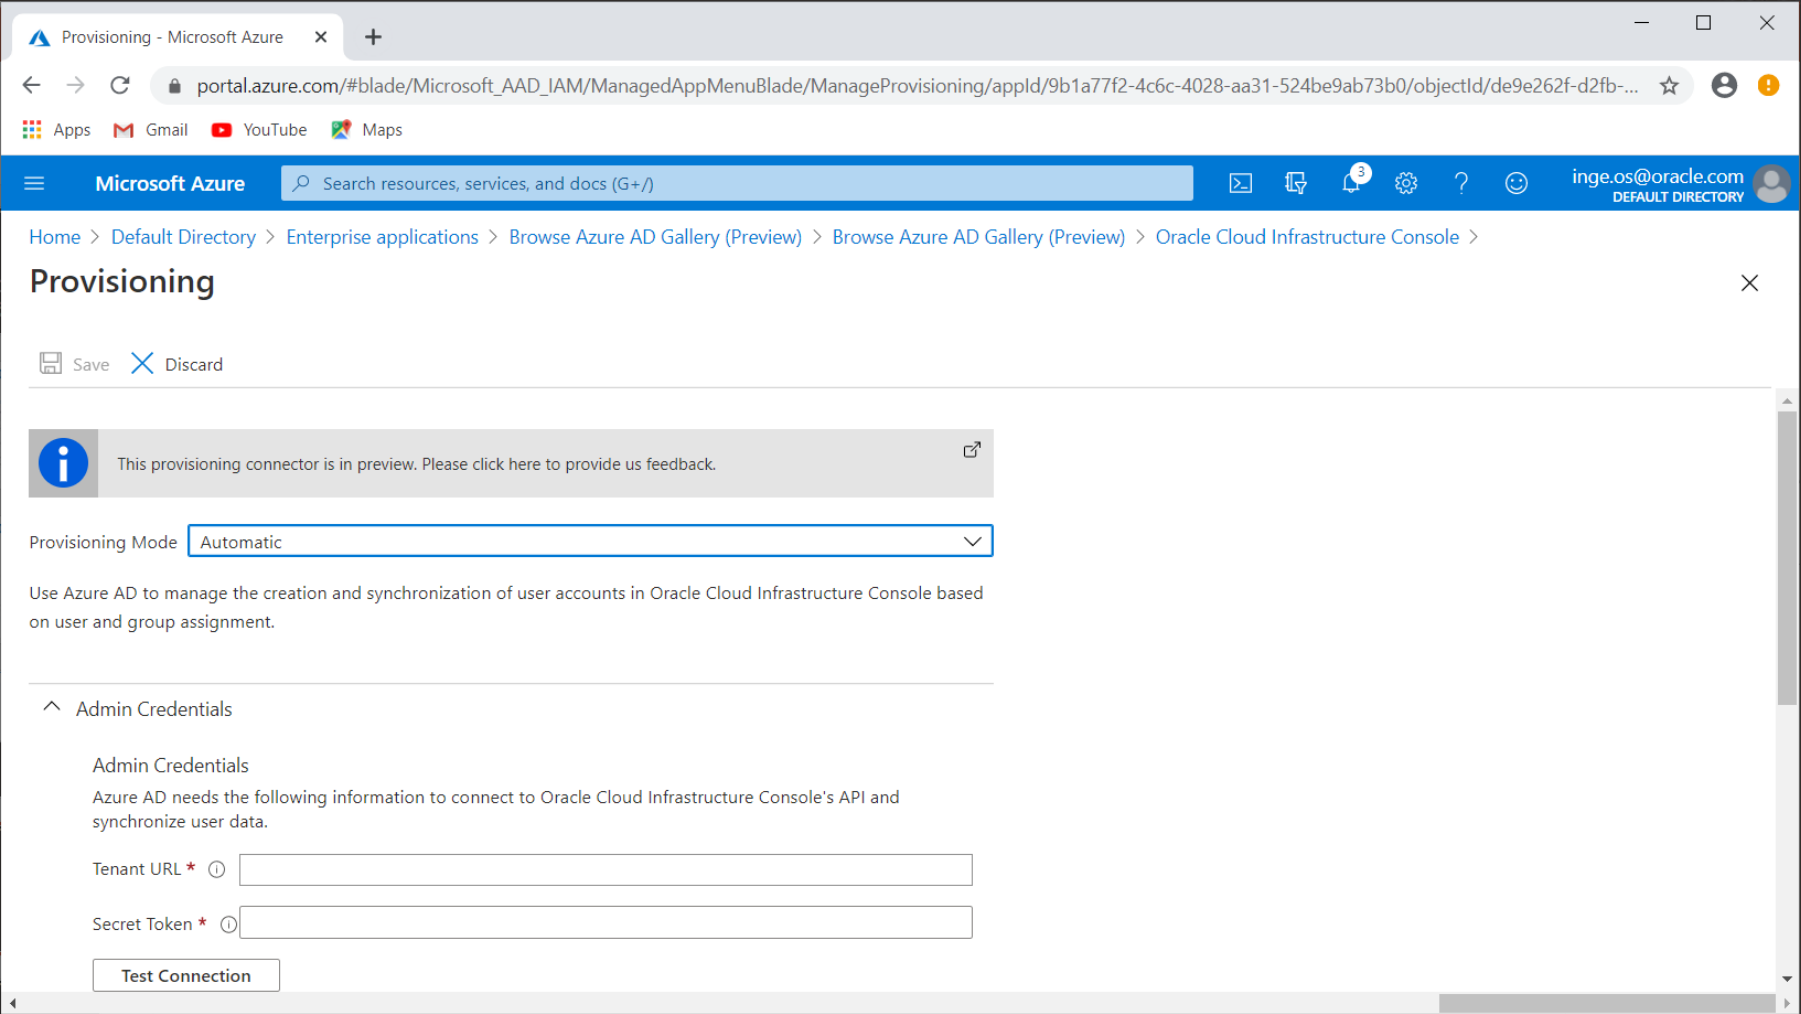 Provisioning - Microsoft Azure
portal.azure.com/#blade/Microsoft_AAD_IAM/ManagedAppMenuBlade/ManageProvisioning/appId/9b1a77f2-4c6c-4028-aa31-524be9ab73b0/objectId/de9e262f-d2fb-...
Apps Gmail YouTube Maps
Microsoft Azure Search resources, services, and docs (G+/) 3 inge.os@oracle.com
DEFAULT DIRECTORY
Home > Default Directory > Enterprise applications > Browse Azure AD Gallery (Preview) > Browse Azure AD Gallery (Preview) > Oracle Cloud Infrastructure Console >
Provisioning
Save Discard
This provisioning connector is in preview. Please click here to provide us feedback.
Provisioning Mode Automatic
Use Azure AD to manage the creation and synchronization of user accounts in Oracle Cloud Infrastructure Console based
on user and group assignment.
Admin Credentials
Admin Credentials
Azure AD needs the following information to connect to Oracle Cloud Infrastructure Console's API and
synchronize user data.
Tenant URL *
Secret Token *
Test Connection